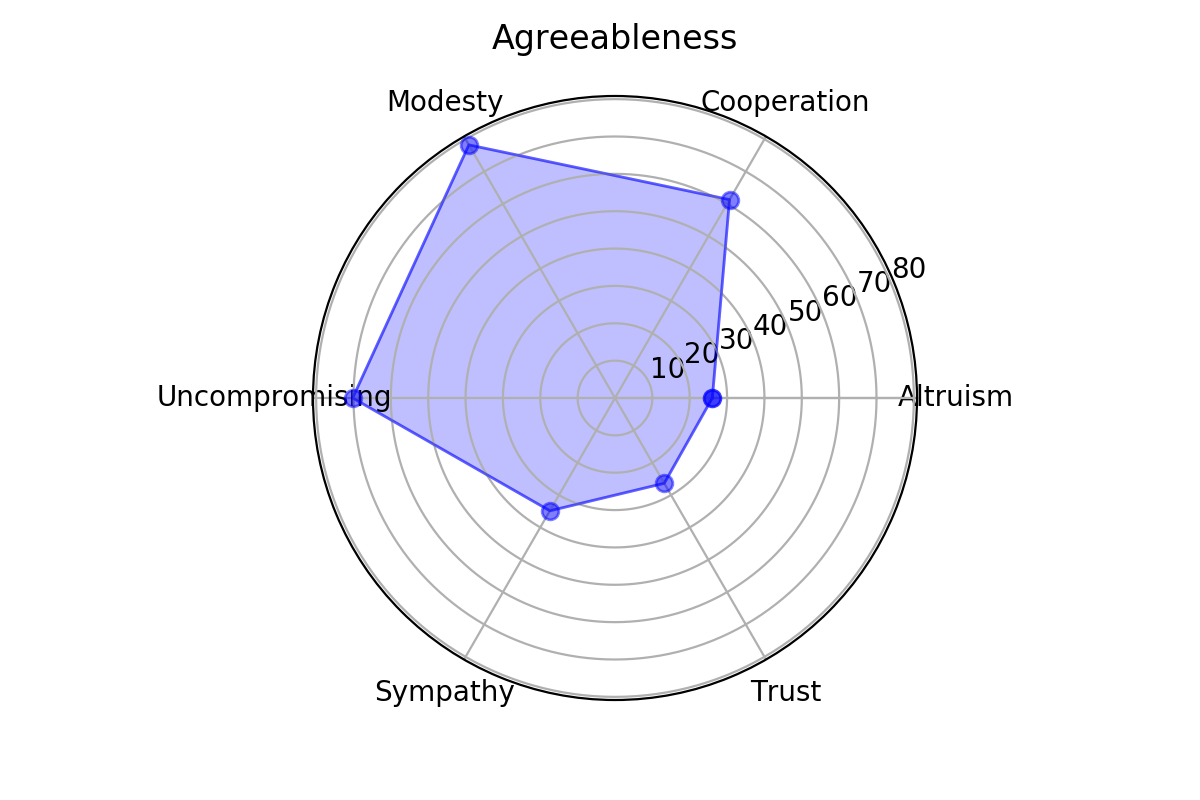 Agreeableness
Modesty
Cooperation
80
70
60
50
40
30
20
10
Uncompromising
Altruism
Sympathy
Trust